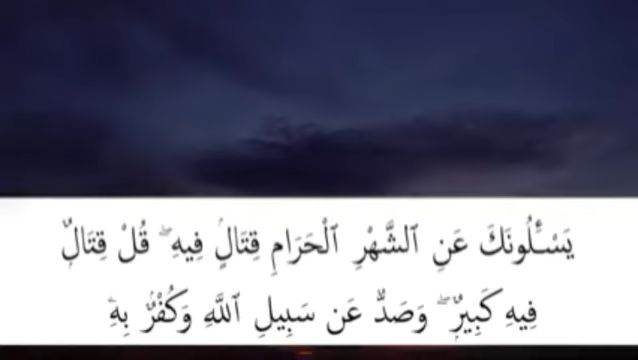 يَسْـَٔلُونَكَ عَنِ ٱلشَّهْرِ ٱلْحَرَامِ قِتَالٍۢ فِيهِ ۖ قُلْ قِتَالٌۭ
فِيهِ كَبِيرٌۭ ۖ وَصَدٌّ عَن سَبِيلِ ٱللَّهِ وَكُفْرٌۢ بِهِۦ